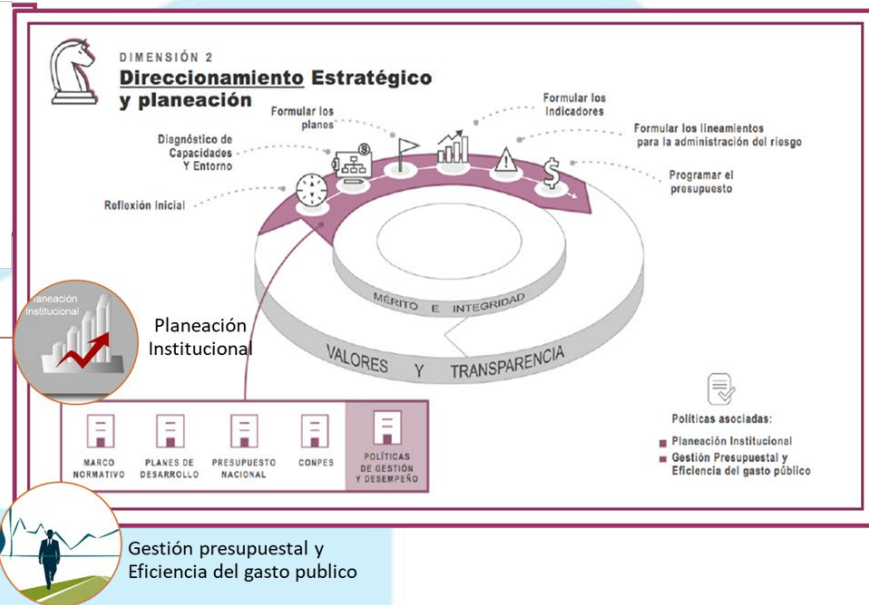 DIMENSIÓN 2
Direccionamiento Estratégico
y planeación
Formular los
planes
Formular los
Indicadores
Diagnóstico de
Capacidades
Y Entorno
Formular los lineamientos
para la administración del riesgo
Reflexión Inicial
Programar el
presupuesto
MÉRITO E INTEGRIDAD
VALORES Y TRANSPARENCIA
Institucional
Planeación
Institucional
MARCO
NORMATIVO
PLANES DE
DESARROLLO
PRESUPUESTO
NACIONAL
CONPES
POLÍTICAS
DE GESTIÓN
Y DESEMPEÑO
Políticas asociadas:
Planeación Institucional
Gestión Presupuestal y
Eficiencia del gasto público
Gestión presupuestal y
Eficiencia del gasto publico